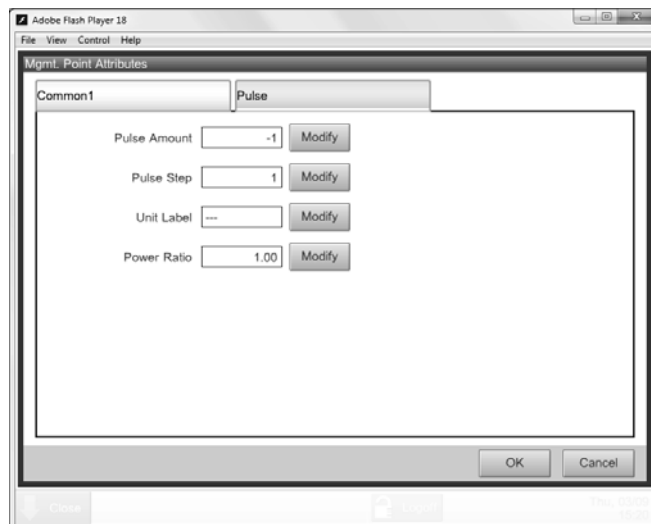 Adobe Flash Player 18
File View Control Help
Mgmt. Point Attributes
Common1 Pulse
Pulse Amount -1 Modify
Pulse Step 1 Modify
Unit Label --- Modify
Power Ratio 1.00 Modify
OK Cancel
Close Logon